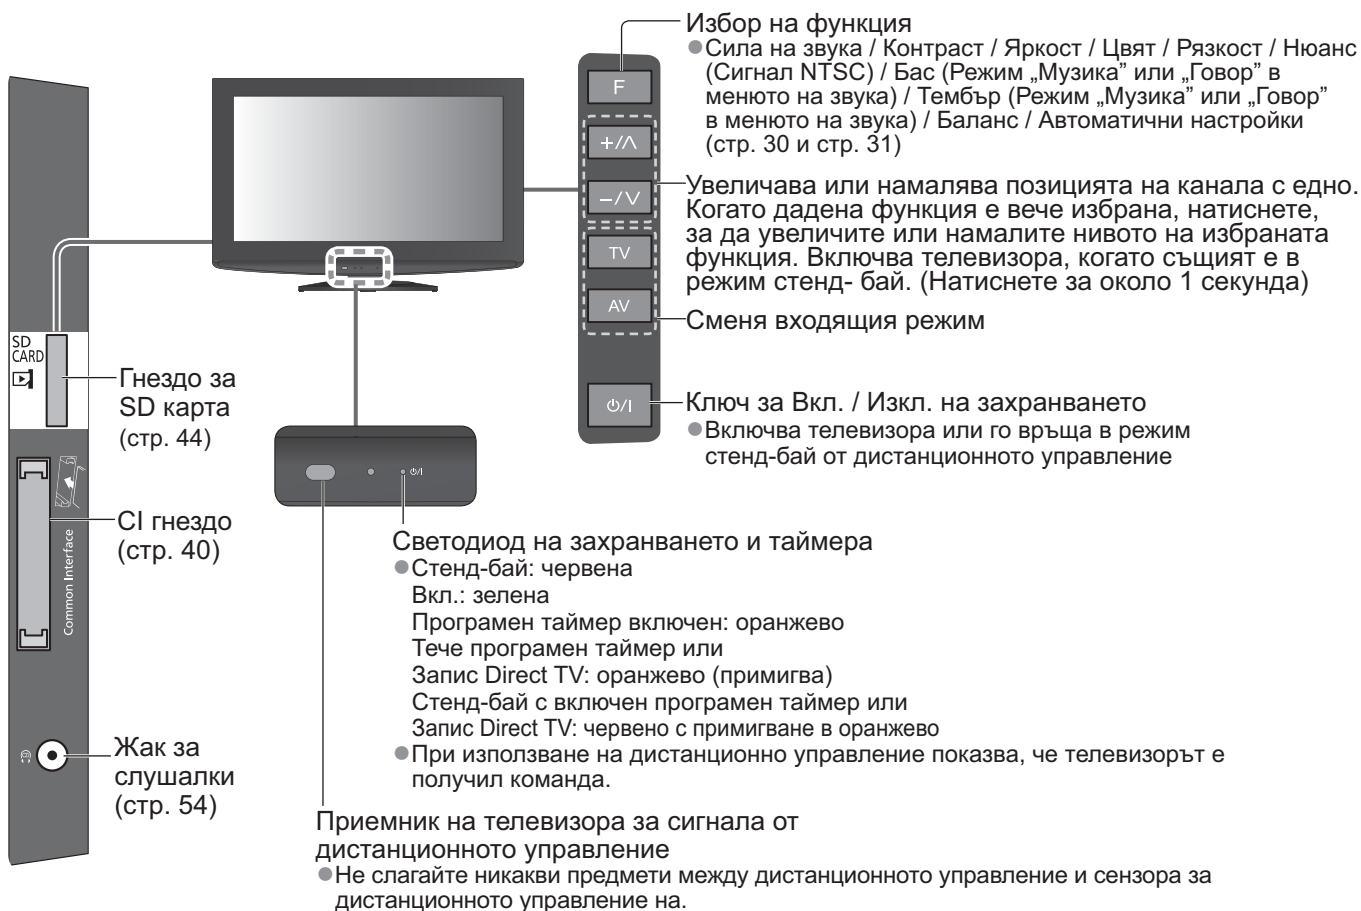 Избор на функция
●Сила на звука / Контраст / Яркост / Цвят / Рязкост / Нюанс
(Сигнал NTSC) / Бас (Режим „Музика” или „Говор” в
менюто на звука) / Тембър (Режим „Музика” или „Говор”
в менюто на звука) / Баланс / Автоматични настройки
(стр. 30 и стр. 31)
F
+/∧
−/∨
TV
AV
⏻/I
Увеличава или намалява позицията на канала с едно.
Когато дадена функция е вече избрана, натиснете,
за да увеличите или намалите нивото на избраната
функция. Включва телевизора, когато същият е в
режим стенд- бай. (Натиснете за около 1 секунда)
Сменя входящия режим
Ключ за Вкл. / Изкл. на захранването
●Включва телевизора или го връща в режим
стенд-бай от дистанционното управление
SD
CARD
Гнездо за
SD карта
(стр. 44)
CI гнездо
(стр. 40)
Common Interface
Жак за
слушалки
(стр. 54)
⏻/I
Светодиод на захранването и таймера
●Стенд-бай: червена
Вкл.: зелена
Програмен таймер включен: оранжево
Тече програмен таймер или
Запис Direct TV: оранжево (примигва)
Стенд-бай с включен програмен таймер или
Запис Direct TV: червено с примигване в оранжево
●При използване на дистанционно управление показва, че телевизорът е
получил команда.
Приемник на телевизора за сигнала от
дистанционното управление
●Не слагайте никакви предмети между дистанционното управление и сензора за
дистанционното управление на.